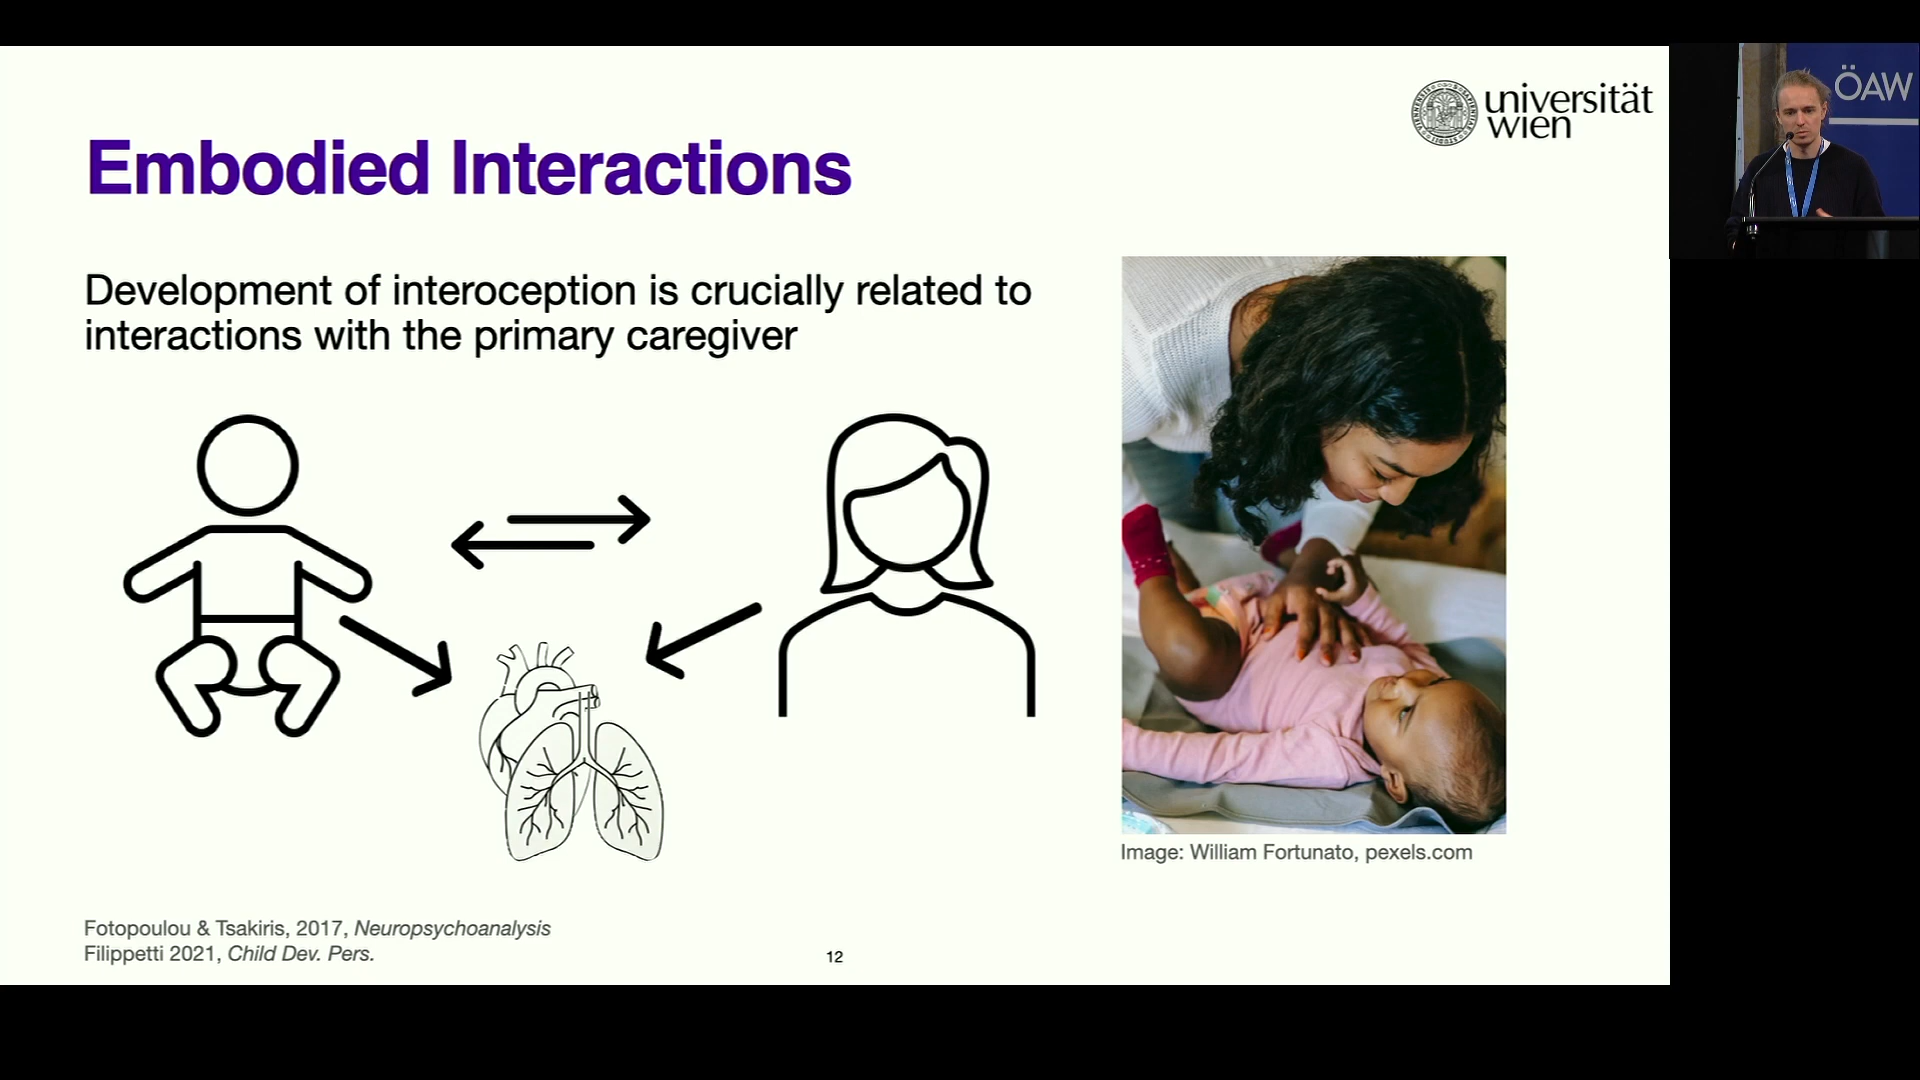 universität
wien
ÖAW
Embodied Interactions
Development of interoception is crucially related to
interactions with the primary caregiver
Image: William Fortunato, pexels.com
Fotopoulou & Tsakiris, 2017, Neuropsychoanalysis
Filippetti 2021, Child Dev. Pers.
12